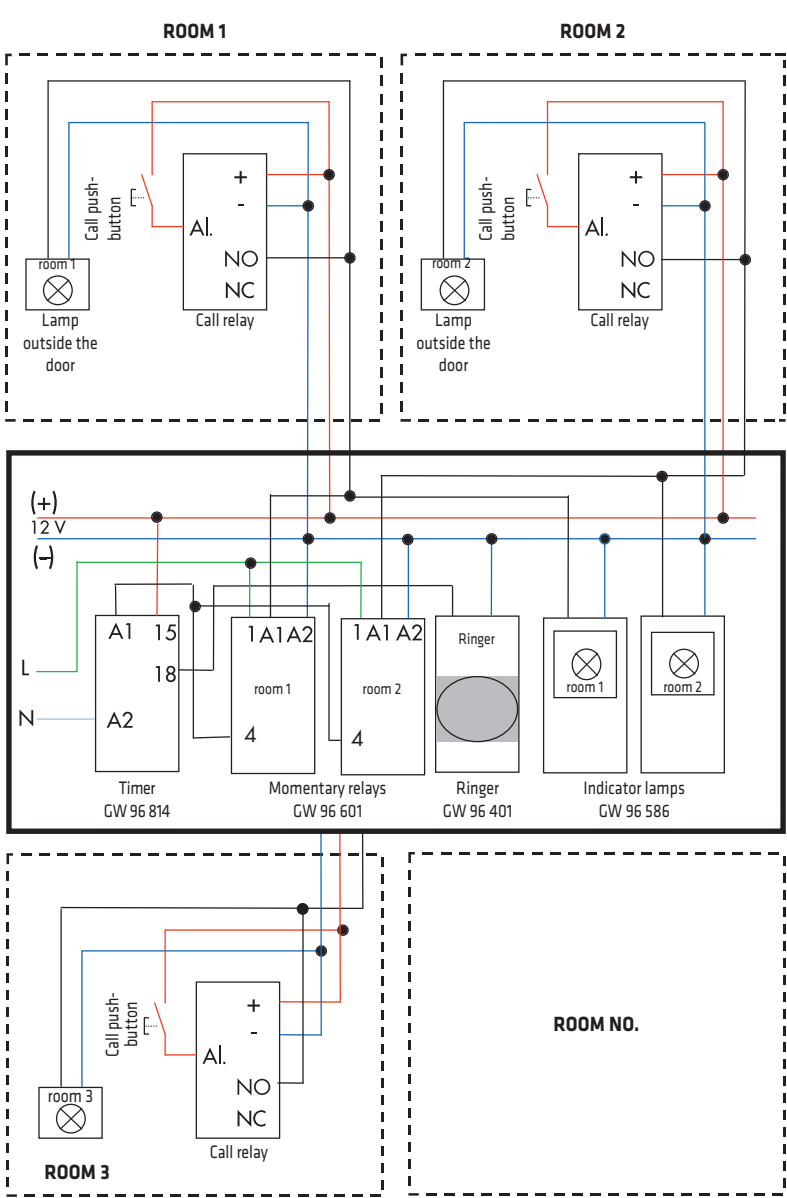 ROOM 1
ROOM 2
Call push-
button
+
-
Al.
NO
NC
room 1
Lamp
outside the
door
Call relay
Call push-
button
+
-
Al.
NO
NC
room 2
Lamp
outside the
door
Call relay
(+)
12 V
(-)
L
N
A1 15
18
A2
1 A1 A2
room 1
4
1 A1 A2
room 2
4
Ringer
room 1
room 2
Timer
GW 96 814
Momentary relays
GW 96 601
Ringer
GW 96 401
Indicator lamps
GW 96 586
Call push-
button
+
-
Al.
NO
NC
room 3
Call relay
ROOM 3
ROOM NO.